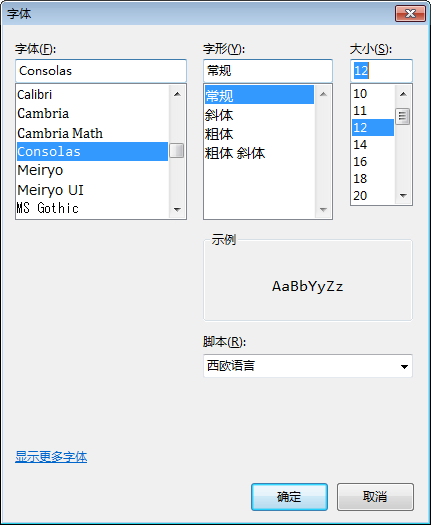 字体
字体(F):
Consolas
Calibri
Cambria
Cambria Math
Consolas
Meiryo
Meiryo UI
MS Gothic
字形(Y):
常规
常规
斜体
粗体
粗体 斜体
大小(S):
12
10
11
12
14
16
18
20
示例
AaBbYyZz
脚本(R):
西欧语言
显示更多字体
确定
取消